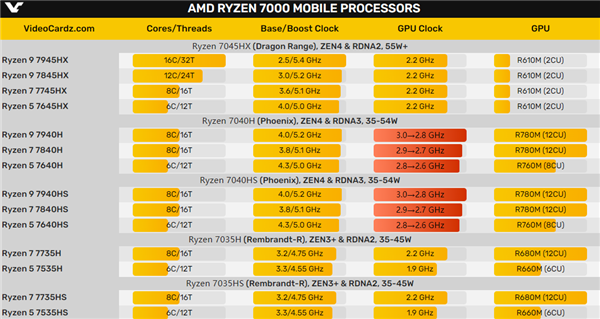 AMD RYZEN 7000 MOBILE PROCESSORS
VideoCardz.com Cores/Threads Base/Boost Clock GPU Clock GPU
Ryzen 7045HX (Dragon Range), ZEN4 & RDNA2, 55W+
Ryzen 9 7945HX 16C/32T 2.5/5.4 GHz 2.2 GHz R610M (2CU)
Ryzen 9 7845HX 12C/24T 3.0/5.2 GHz 2.2 GHz R610M (2CU)
Ryzen 7 7745HX 8C/16T 3.6/5.1 GHz 2.2 GHz R610M (2CU)
Ryzen 5 7645HX 6C/12T 4.0/5.0 GHz 2.2 GHz R610M (2CU)
Ryzen 7040H (Phoenix), ZEN4 & RDNA3, 35-54W
Ryzen 9 7940H 8C/16T 4.0/5.2 GHz 3.0→2.8 GHz R780M (12CU)
Ryzen 7 7840H 8C/16T 3.8/5.1 GHz 2.9→2.7 GHz R780M (12CU)
Ryzen 5 7640H 6C/12T 4.3/5.0 GHz 2.8→2.6 GHz R760M (8CU)
Ryzen 7040HS (Phoenix), ZEN4 & RDNA3, 35-54W
Ryzen 9 7940HS 8C/16T 4.0/5.2 GHz 3.0→2.8 GHz R780M (12CU)
Ryzen 7 7840HS 8C/16T 3.8/5.1 GHz 2.9→2.7 GHz R780M (12CU)
Ryzen 5 7640HS 6C/12T 4.3/5.0 GHz 2.8→2.6 GHz R760M (8CU)
Ryzen 7035H (Rembrandt-R), ZEN3+ & RDNA2, 35-45W
Ryzen 7 7735H 8C/16T 3.2/4.75 GHz 2.2 GHz R680M (12CU)
Ryzen 5 7535H 6C/12T 3.3/4.55 GHz 1.9 GHz R660M (6CU)
Ryzen 7035HS (Rembrandt-R), ZEN3+ & RDNA2, 35-45W
Ryzen 7 7735HS 8C/16T 3.2/4.75 GHz 2.2 GHz R680M (12CU)
Ryzen 5 7535HS 6C/12T 3.3/4.55 GHz 1.9 GHz R660M (6CU)